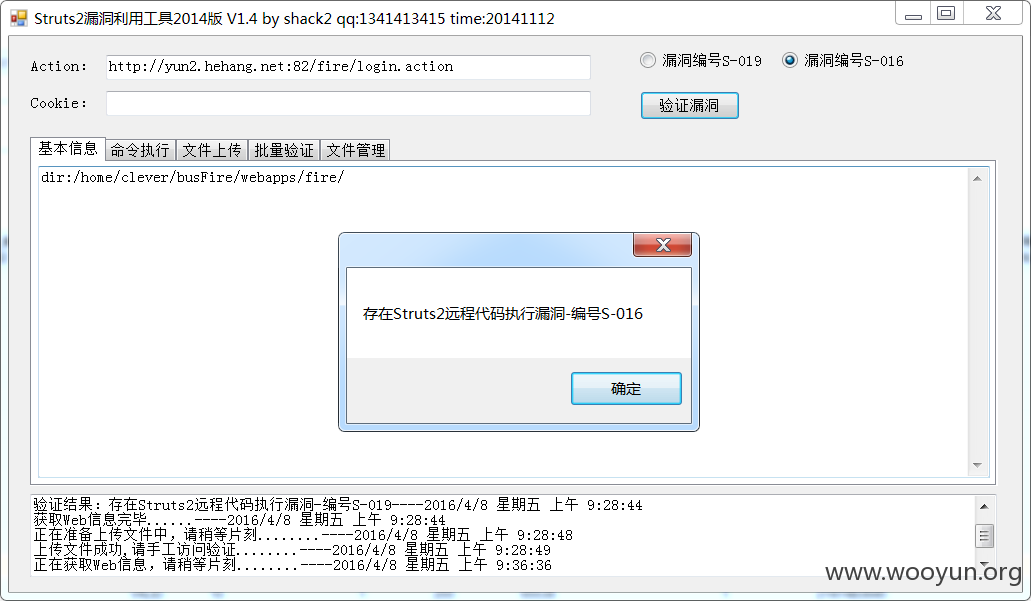 Struts2漏洞利用工具2014版 V1.4 by shack2 qq:1341413415 time:20141112
Action: http://yun2.hehang.net:82/fire/login.action
漏洞编号S-019 漏洞编号S-016
Cookie:
验证漏洞
基本信息 命令执行 文件上传 批量验证 文件管理
dir:/home/clever/busFire/webapps/fire/
存在Struts2远程代码执行漏洞-编号S-016
确定
验证结果：存在Struts2远程代码执行漏洞-编号S-019----2016/4/8 星期五 上午 9:28:44
获取Web信息完毕......----2016/4/8 星期五 上午 9:28:44
正在准备上传文件中，请稍等片刻........----2016/4/8 星期五 上午 9:28:48
上传文件成功,请手工访问验证........----2016/4/8 星期五 上午 9:28:49
正在获取Web信息，请稍等片刻........----2016/4/8 星期五 上午 9:36:36
www.wooyun.org